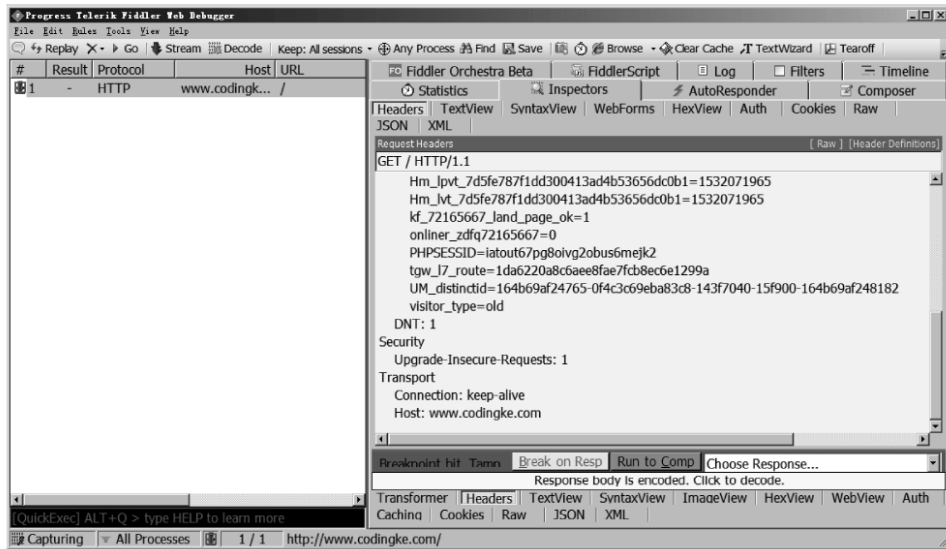 Progress Telerik Fiddler Web Debugger
File Edit Rules Tools View Help
Replay X Go Stream Decode Keep: All sessions Any Process Find Save Browse Clear Cache TextWizard Tearoff
# Result Protocol Host URL
1 - HTTP www.codingk... /
Fiddler Orchestra Beta FiddlerScript Log Filters Timeline
Statistics Inspectors AutoResponder Composer
Headers TextView SyntaxView WebForms HexView Auth Cookies Raw
JSON XML
Request Headers [ Raw ] [Header Definitions]
GET / HTTP/1.1
Hm_lpvt_7d5fe787f1dd300413ad4b53656dc0b1=1532071965
Hm_lvt_7d5fe787f1dd300413ad4b53656dc0b1=1532071965
kf_72165667_land_page_ok=1
onliner_zdfq72165667=0
PHPSESSID=iatout67pg8oivg2obus6mejk2
tgw_l7_route=1da6220a8c6aee8fae7fcb8ec6e1299a
UM_distinctid=164b69af24765-0f4c3c69eba83c8-143f7040-15f900-164b69af248182
visitor_type=old
DNT: 1
Security
Upgrade-Insecure-Requests: 1
Transport
Connection: keep-alive
Host: www.codingke.com
Breakpoint hit. Tamp Break on Resp Run to Comp Choose Response...
Response body is encoded. Click to decode.
Transformer Headers TextView SyntaxView ImageView HexView WebView Auth
Caching Cookies Raw JSON XML
[QuickExec] ALT+Q > type HELP to learn more
Capturing All Processes 1 / 1 http://www.codingke.com/